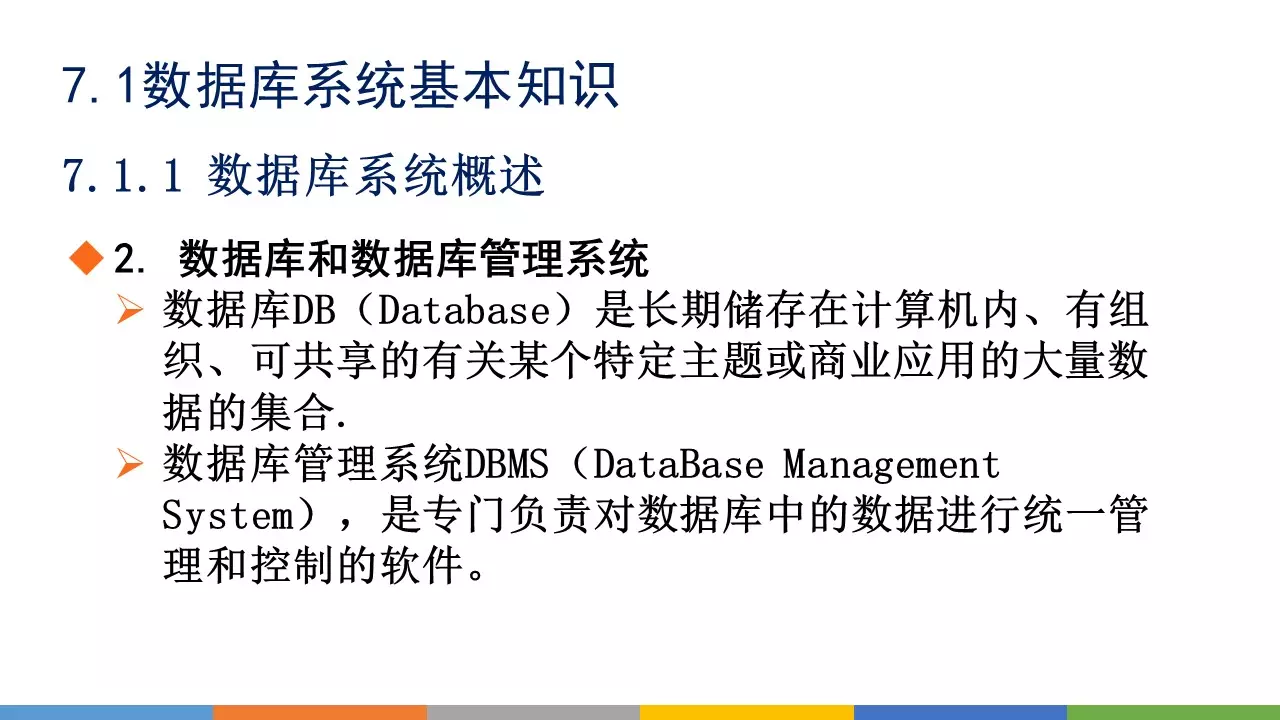 7.1数据库系统基本知识
7.1.1 数据库系统概述
2. 数据库和数据库管理系统
数据库DB（Database）是长期储存在计算机内、有组
织、可共享的有关某个特定主题或商业应用的大量数
据的集合.
数据库管理系统DBMS（DataBase Management
System），是专门负责对数据库中的数据进行统一管
理和控制的软件。